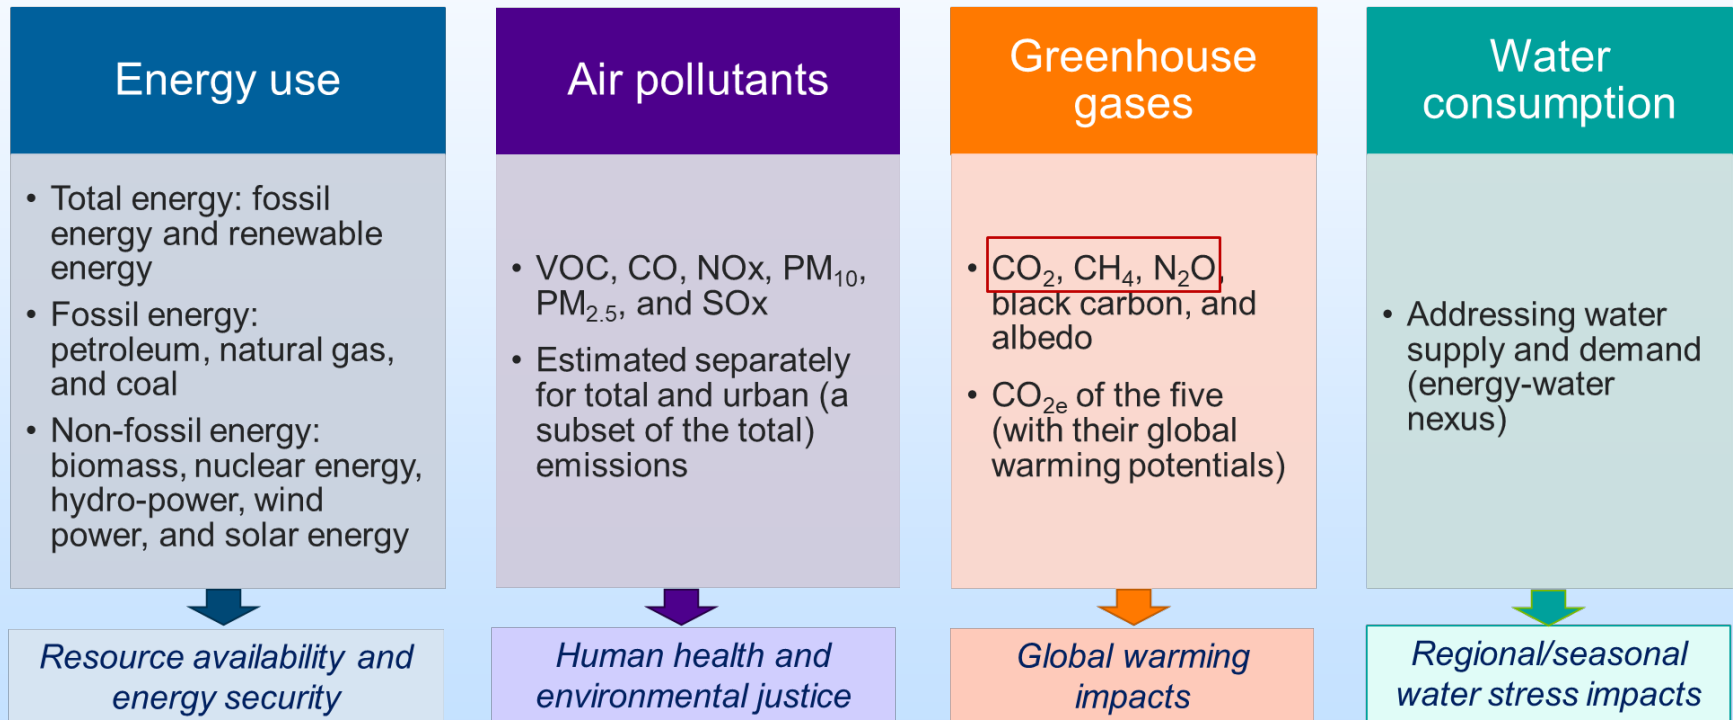 Energy use
• Total energy: fossil
energy and renewable
energy
• Fossil energy:
petroleum, natural gas,
and coal
• Non-fossil energy:
biomass, nuclear energy,
hydro-power, wind
power, and solar energy
Resource availability and
energy security
Air pollutants
• VOC, CO, NOx, PM₁₀,
PM₂.₅, and SOx
• Estimated separately
for total and urban (a
subset of the total)
emissions
Human health and
environmental justice
Greenhouse
gases
• CO₂, CH₄, N₂O,
black carbon, and
albedo
• CO₂ₑ of the five
(with their global
warming potentials)
Global warming
impacts
Water
consumption
• Addressing water
supply and demand
(energy-water
nexus)
Regional/seasonal
water stress impacts